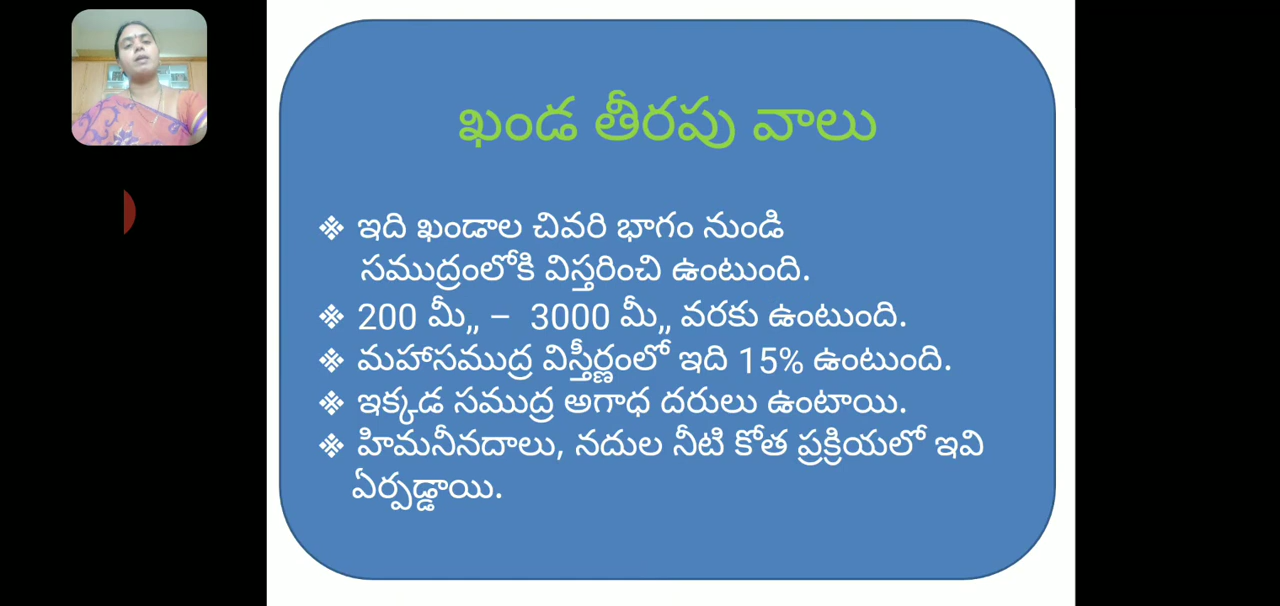 ఖండ తీరపు వాలు
❖ ఇది ఖండాల చివరి భాగం నుండి
సముద్రంలోకి విస్తరించి ఉంటుంది.
❖ 200 మీ,, – 3000 మీ,, వరకు ఉంటుంది.
❖ మహాసముద్ర విస్తీర్ణంలో ఇది 15% ఉంటుంది.
❖ ఇక్కడ సముద్ర అగాధ దరులు ఉంటాయి.
❖ హిమనీనదాలు, నదుల నీటి కోత ప్రక్రియలో ఇవి
ఏర్పడ్డాయి.